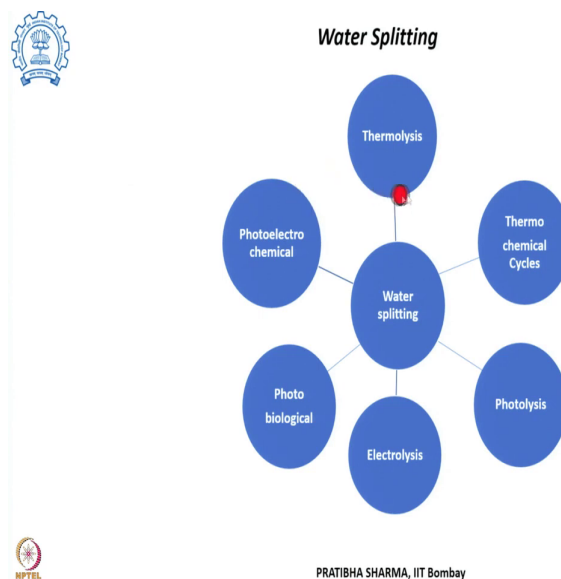 Water Splitting
Thermolysis
Thermo
chemical
Cycles
Photolysis
Electrolysis
Photo
biological
Photoelectro
chemical
Water
splitting
NPTEL
PRATIBHA SHARMA, IIT Bombay